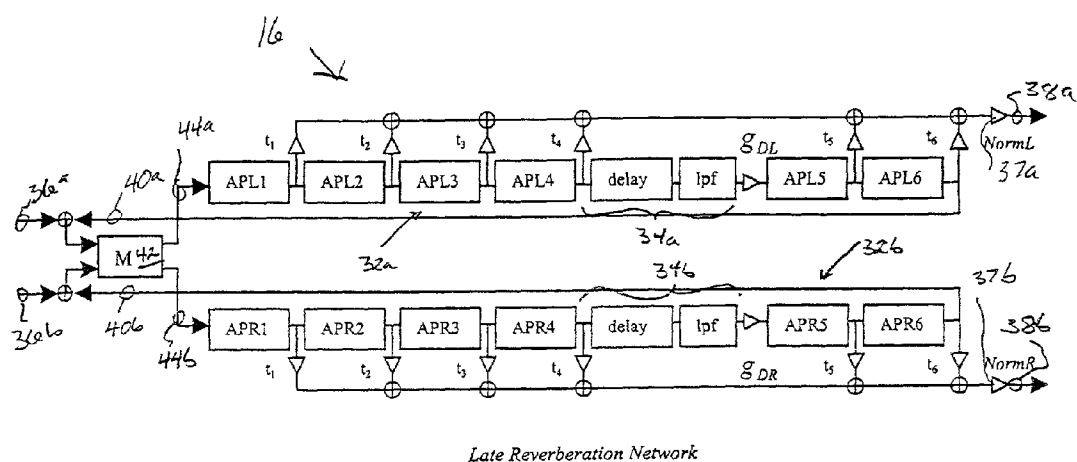 16
38a
44a
t1 t2 t3 t4 gDL t5 t6 NormL
37a
36a 40a APL1 APL2 APL3 APL4 delay lpf APL5 APL6
34a
32a
M 42
32b
34b
37b
36b 40b
44b APR1 APR2 APR3 APR4 delay lpf APR5 APR6
38b
t1 t2 t3 t4 gDR t5 t6 NormR
Late Reverberation Network